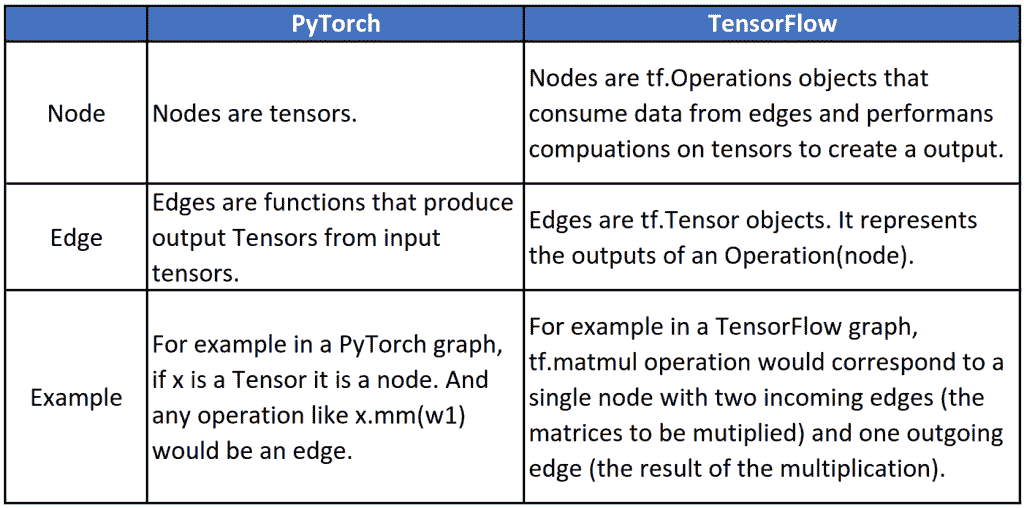 PyTorch
TensorFlow
Node
Nodes are tensors.
Nodes are tf.Operations objects that
consume data from edges and performans
compuations on tensors to create a output.
Edge
Edges are functions that produce
output Tensors from input
tensors.
Edges are tf.Tensor objects. It represents
the outputs of an Operation(node).
Example
For example in a PyTorch graph,
if x is a Tensor it is a node. And
any operation like x.mm(w1)
would be an edge.
For example in a TensorFlow graph,
tf.matmul operation would correspond to a
single node with two incoming edges (the
matrices to be mutiplied) and one outgoing
edge (the result of the multiplication).